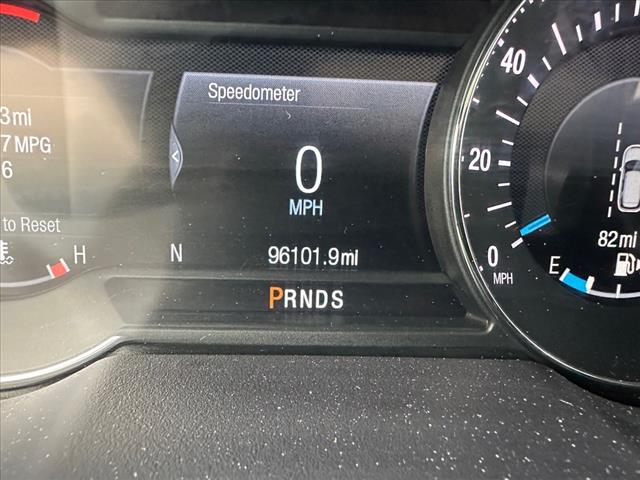 Speedometer
3mi
7 MPG
6
0
MPH
to Reset
H
N
96101.9mi
PRNDS
40
20
0
MPH
82mi
E